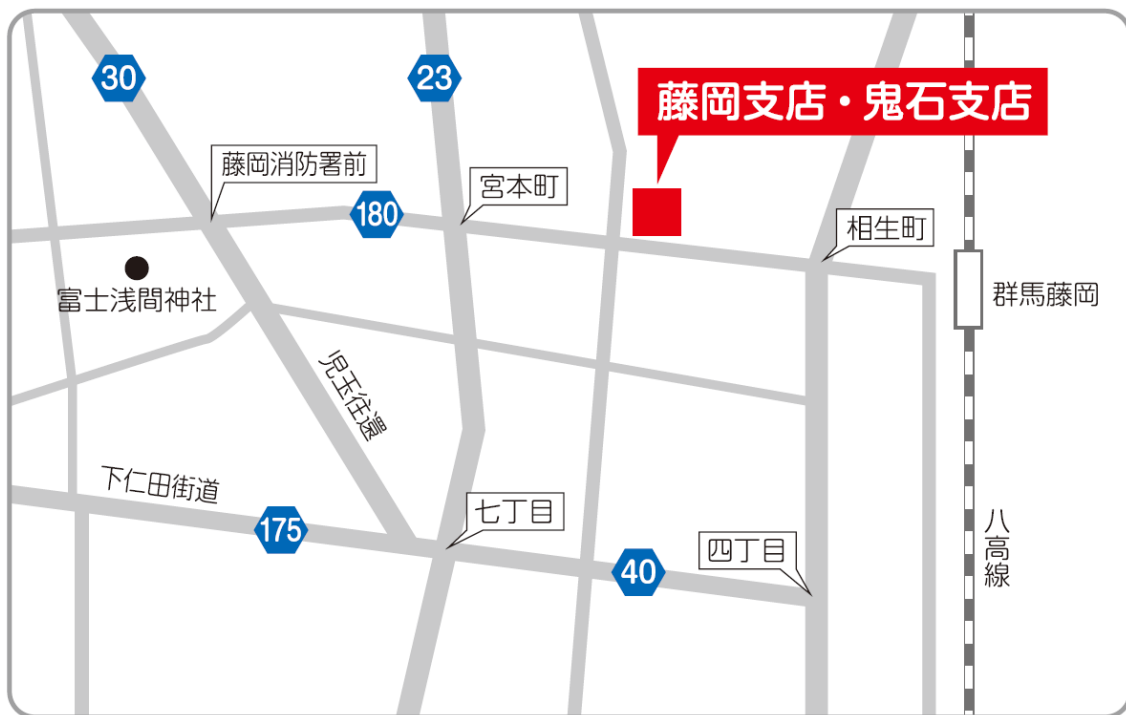 30
23
藤岡支店・鬼石支店
藤岡消防署前
宮本町
180
相生町
富士浅間神社
群馬藤岡
児玉往還
下仁田街道
175
七丁目
四丁目
40
八高線